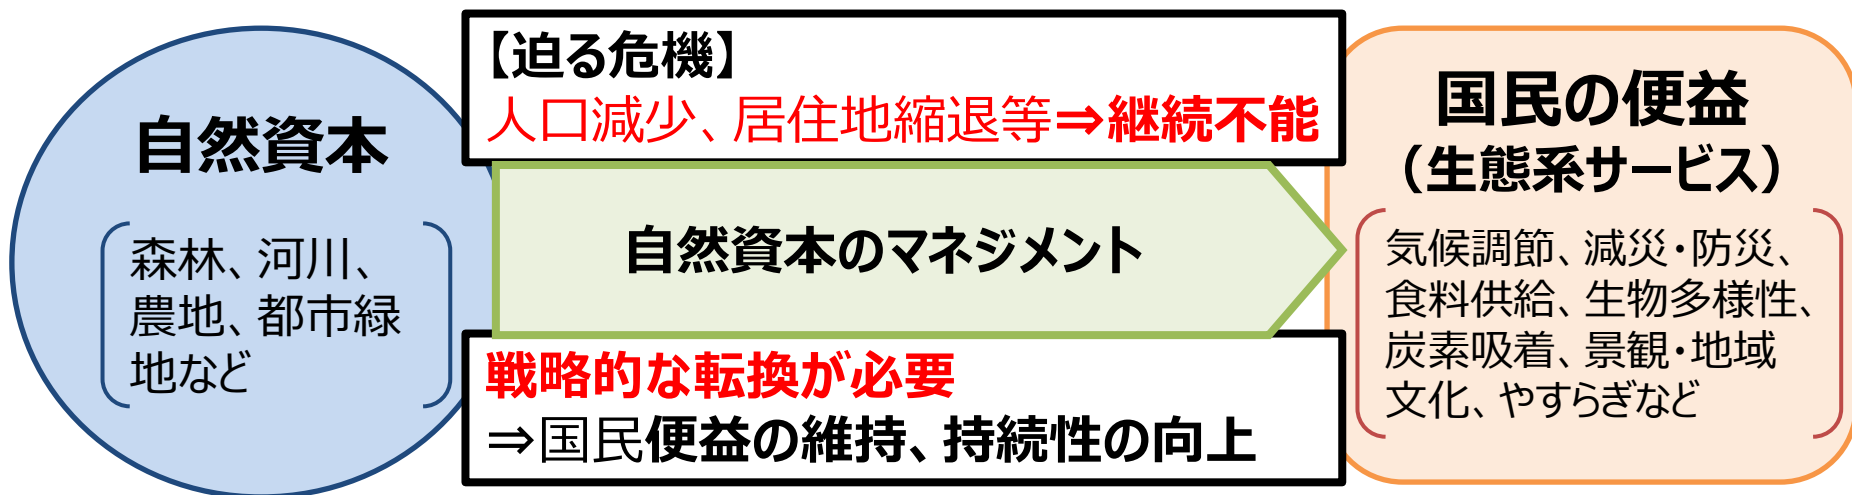 自然資本
森林、河川、
農地、都市緑
地など
【迫る危機】
人口減少、居住地縮退等⇒継続不能
自然資本のマネジメント
戦略的な転換が必要
⇒国民便益の維持、持続性の向上
国民の便益
（生態系サービス）
気候調節、減災・防災、
食料供給、生物多様性、
炭素吸着、景観・地域
文化、やすらぎなど